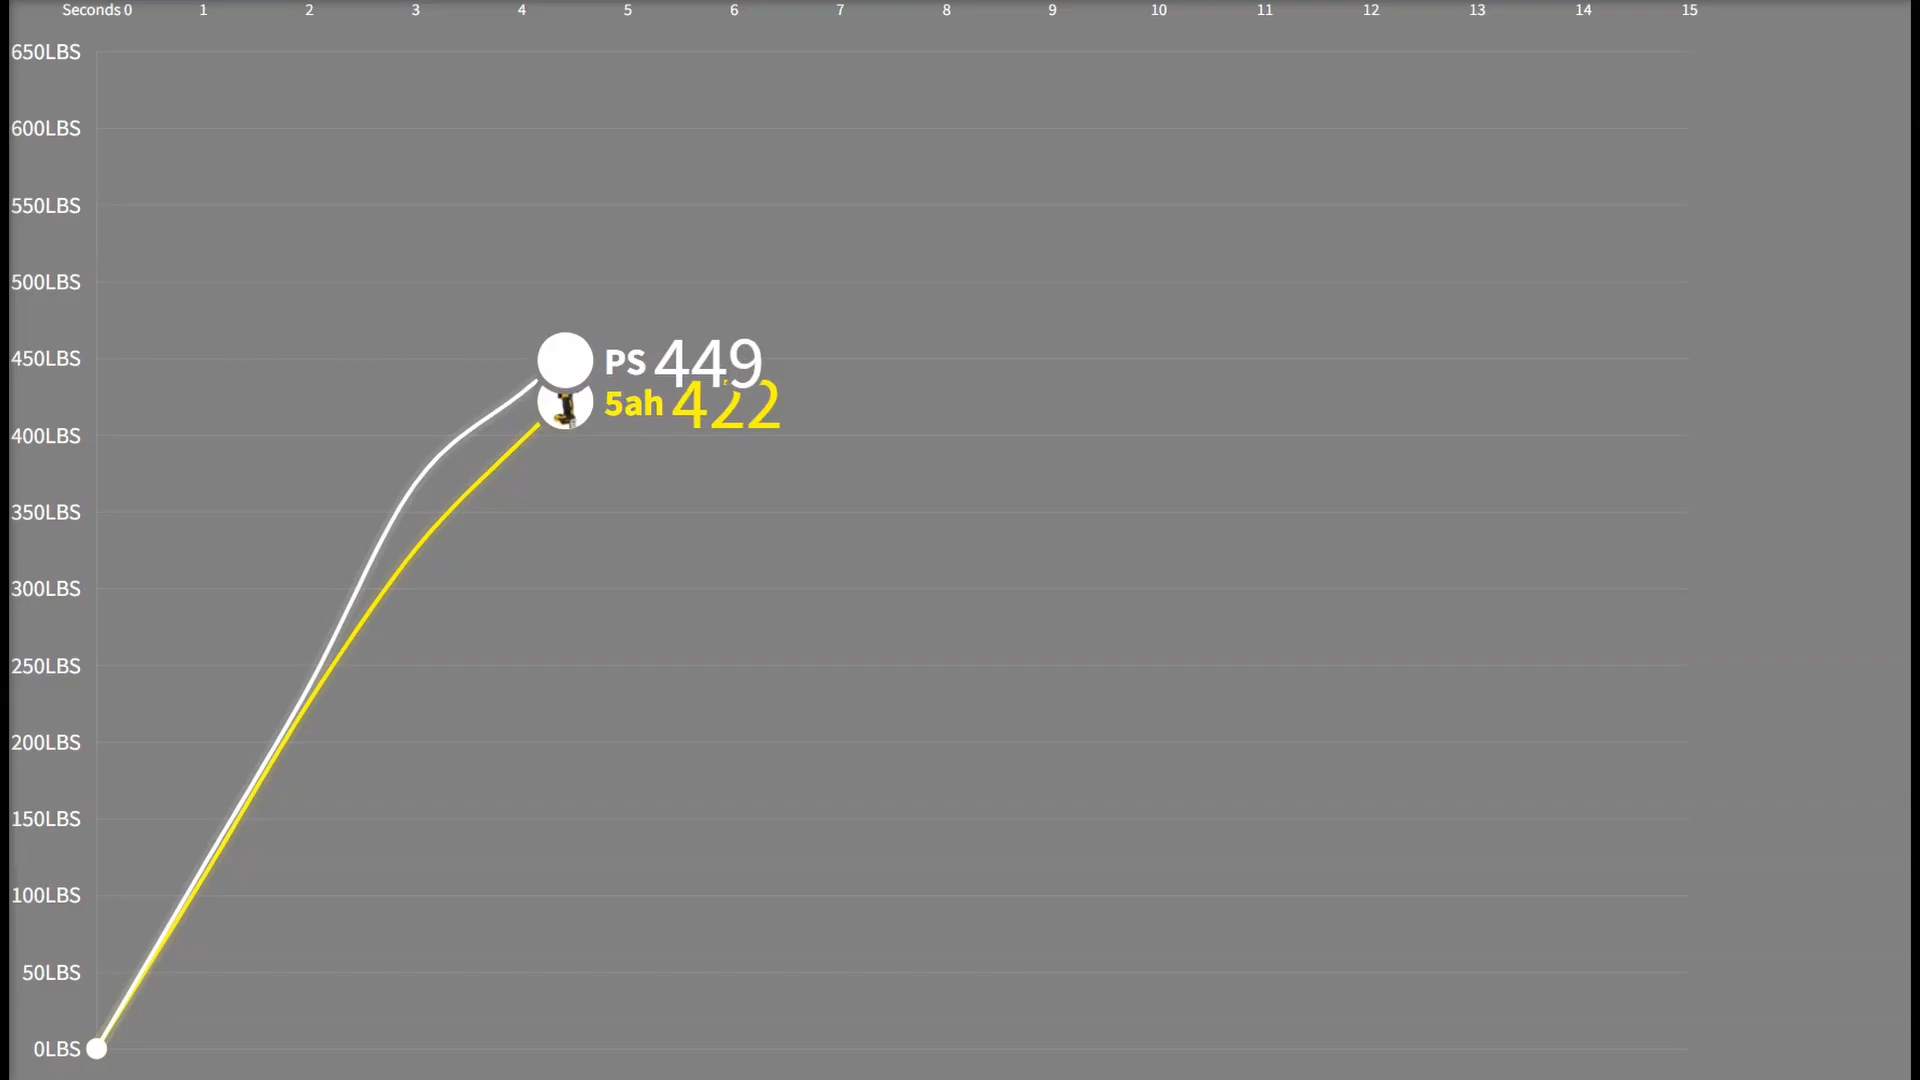 Seconds 0 1 2 3 4 5 6 7 8 9 10 11 12 13 14 15
650LBS
600LBS
550LBS
500LBS
450LBS
PS 449
5ah 422
400LBS
350LBS
300LBS
250LBS
200LBS
150LBS
100LBS
50LBS
0LBS